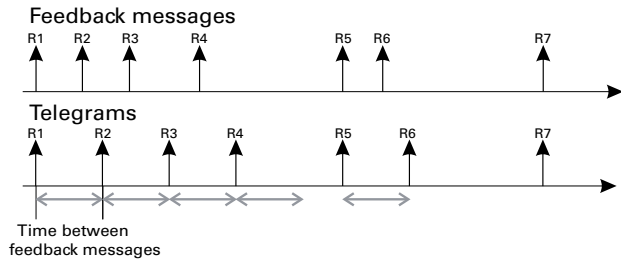 Feedback messages
R1 R2 R3 R4 R5 R6 R7
Telegrams
R1 R2 R3 R4 R5 R6 R7
Time between
feedback messages